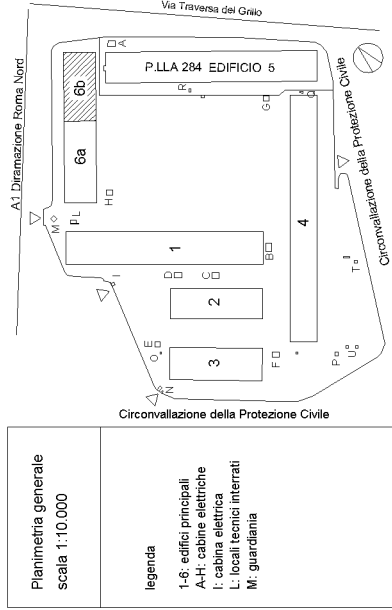 Via Traversa del Grillo
A1 Diramazione Roma Nord
A
P.LLA 284 EDIFICIO 5
6b
6a
R
G
Q
Circonvallazione della Protezione Civile
H
L
M
4
1
B
I
D
C
T
2
E
O
3
F
P
U
N
Circonvallazione della Protezione Civile
Planimetria generale
scala 1:10.000
legenda
1-6: edifici principali
A-H: cabine elettriche
I: cabina elettrica
L: locali tecnici interrati
M: guardiania